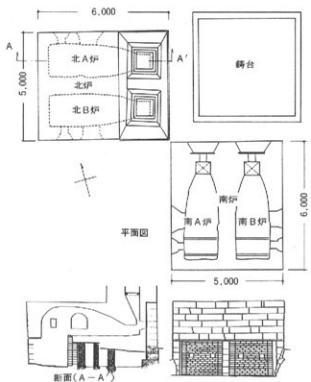 6,000
A
A'
5,000
北A炉
北炉
北B炉
鋳台
南炉
南A炉
南B炉
6,000
平面図
5,000
断面(A-A')